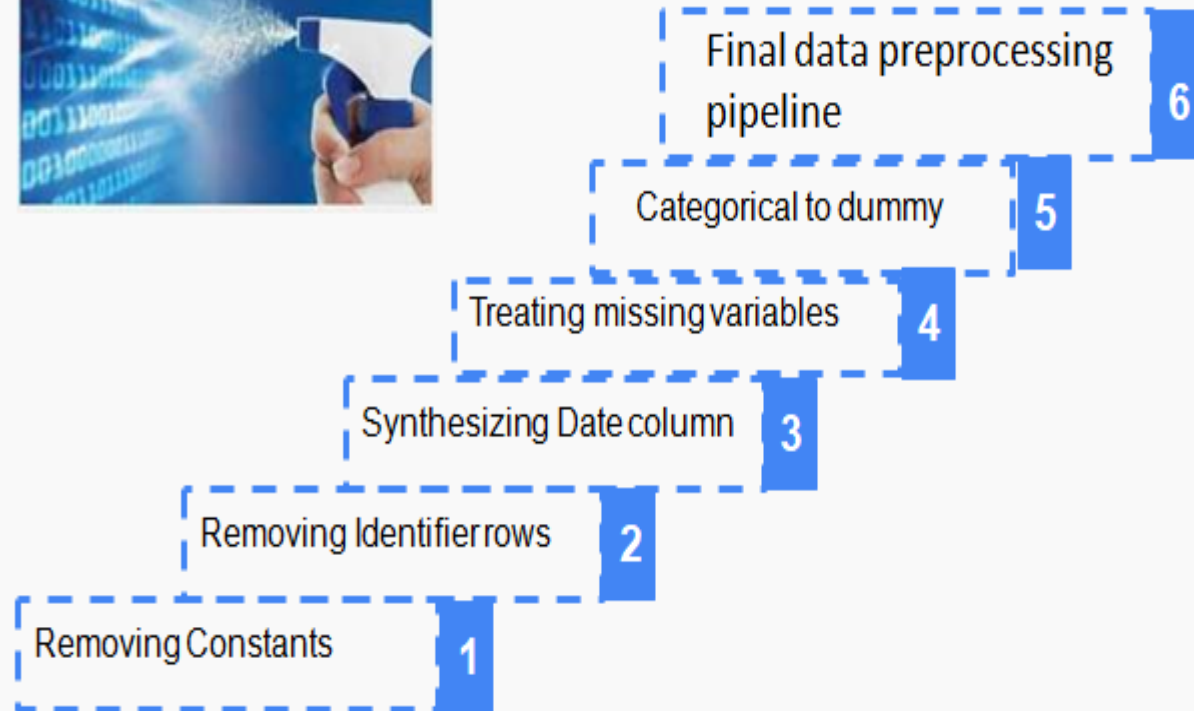 Final data preprocessing
pipeline
6
Categorical to dummy
5
Treating missing variables
4
Synthesizing Date column
3
Removing Identifier rows
2
Removing Constants
1